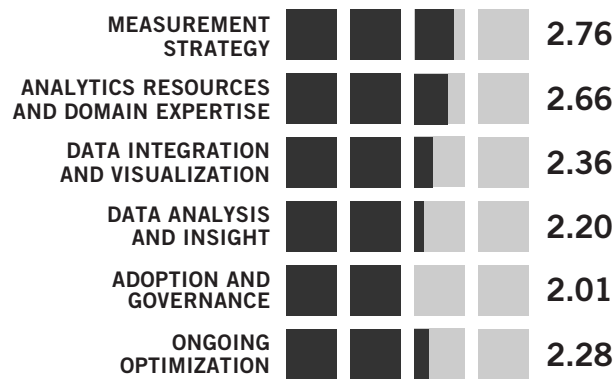 MEASUREMENT
STRATEGY
2.76
ANALYTICS RESOURCES
AND DOMAIN EXPERTISE
2.66
DATA INTEGRATION
AND VISUALIZATION
2.36
DATA ANALYSIS
AND INSIGHT
2.20
ADOPTION AND
GOVERNANCE
2.01
ONGOING
OPTIMIZATION
2.28